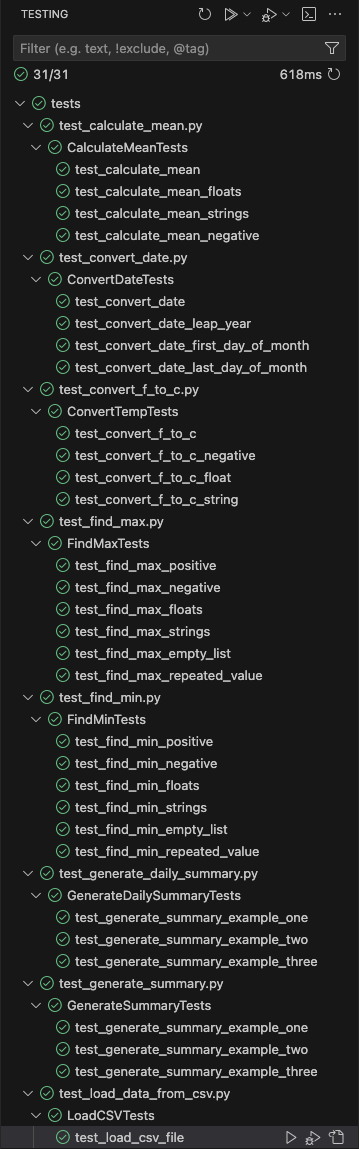 TESTING
Filter (e.g. text, !exclude, @tag)
31/31 618ms
tests
test_calculate_mean.py
CalculateMeanTests
test_calculate_mean
test_calculate_mean_floats
test_calculate_mean_strings
test_calculate_mean_negative
test_convert_date.py
ConvertDateTests
test_convert_date
test_convert_date_leap_year
test_convert_date_first_day_of_month
test_convert_date_last_day_of_month
test_convert_f_to_c.py
ConvertTempTests
test_convert_f_to_c
test_convert_f_to_c_negative
test_convert_f_to_c_float
test_convert_f_to_c_string
test_find_max.py
FindMaxTests
test_find_max_positive
test_find_max_negative
test_find_max_floats
test_find_max_strings
test_find_max_empty_list
test_find_max_repeated_value
test_find_min.py
FindMinTests
test_find_min_positive
test_find_min_negative
test_find_min_floats
test_find_min_strings
test_find_min_empty_list
test_find_min_repeated_value
test_generate_daily_summary.py
GenerateDailySummaryTests
test_generate_summary_example_one
test_generate_summary_example_two
test_generate_summary_example_three
test_generate_summary.py
GenerateSummaryTests
test_generate_summary_example_one
test_generate_summary_example_two
test_generate_summary_example_three
test_load_data_from_csv.py
LoadCSVTests
test_load_csv_file